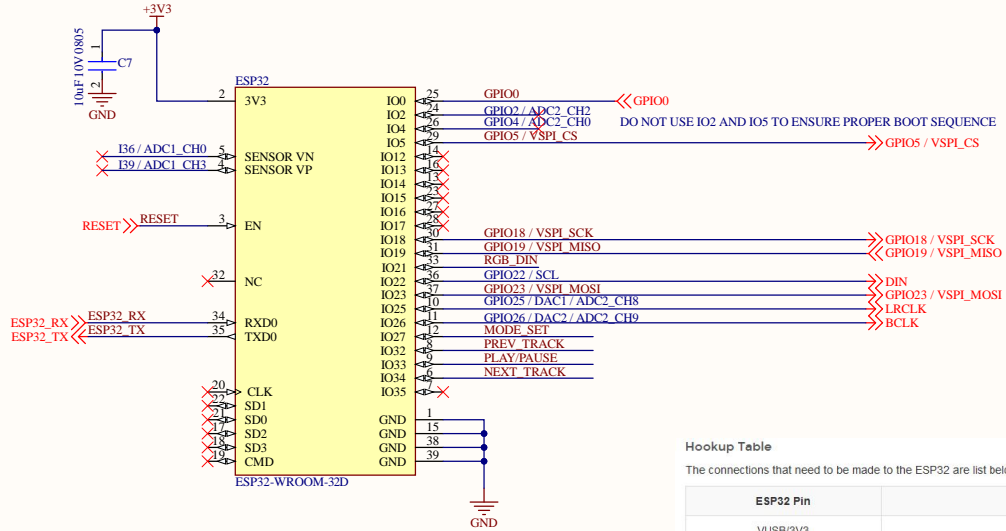 +3V3
10uF 10V 0805
1
C7
2
GND
ESP32
2
3V3
I36 / ADC1_CH0
5
SENSOR VN
I39 / ADC1_CH3
4
SENSOR VP
RESET
RESET
3
EN
32
NC
ESP32_RX
ESP32_RX
34
RXD0
ESP32_TX
ESP32_TX
35
TXD0
20
CLK
22
SD1
21
SD0
17
SD2
18
SD3
19
CMD
IO0
25
GPIO0
GPIO0
IO2
24
GPIO2 / ADC2_CH2
IO4
26
GPIO4 / ADC2_CH0
DO NOT USE IO2 AND IO5 TO ENSURE PROPER BOOT SEQUENCE
IO5
29
GPIO5 / VSPI_CS
GPIO5 / VSPI_CS
IO12
14
IO13
16
IO14
13
IO15
23
IO16
27
IO17
28
IO18
30
GPIO18 / VSPI_SCK
GPIO18 / VSPI_SCK
IO19
31
GPIO19 / VSPI_MISO
GPIO19 / VSPI_MISO
IO21
33
RGB_DIN
IO22
36
GPIO22 / SCL
DIN
IO23
37
GPIO23 / VSPI_MOSI
GPIO23 / VSPI_MOSI
IO25
10
GPIO25 / DAC1 / ADC2_CH8
LRCLK
IO26
11
GPIO26 / DAC2 / ADC2_CH9
BCLK
IO27
12
MODE_SET
IO32
8
PREV_TRACK
IO33
9
PLAY/PAUSE
IO34
6
NEXT_TRACK
IO35
7
GND
1
GND
15
GND
38
GND
39
ESP32-WROOM-32D
GND
Hookup Table
The connections that need to be made to the ESP32 are list
ESP32 Pin
VUSB/3V3